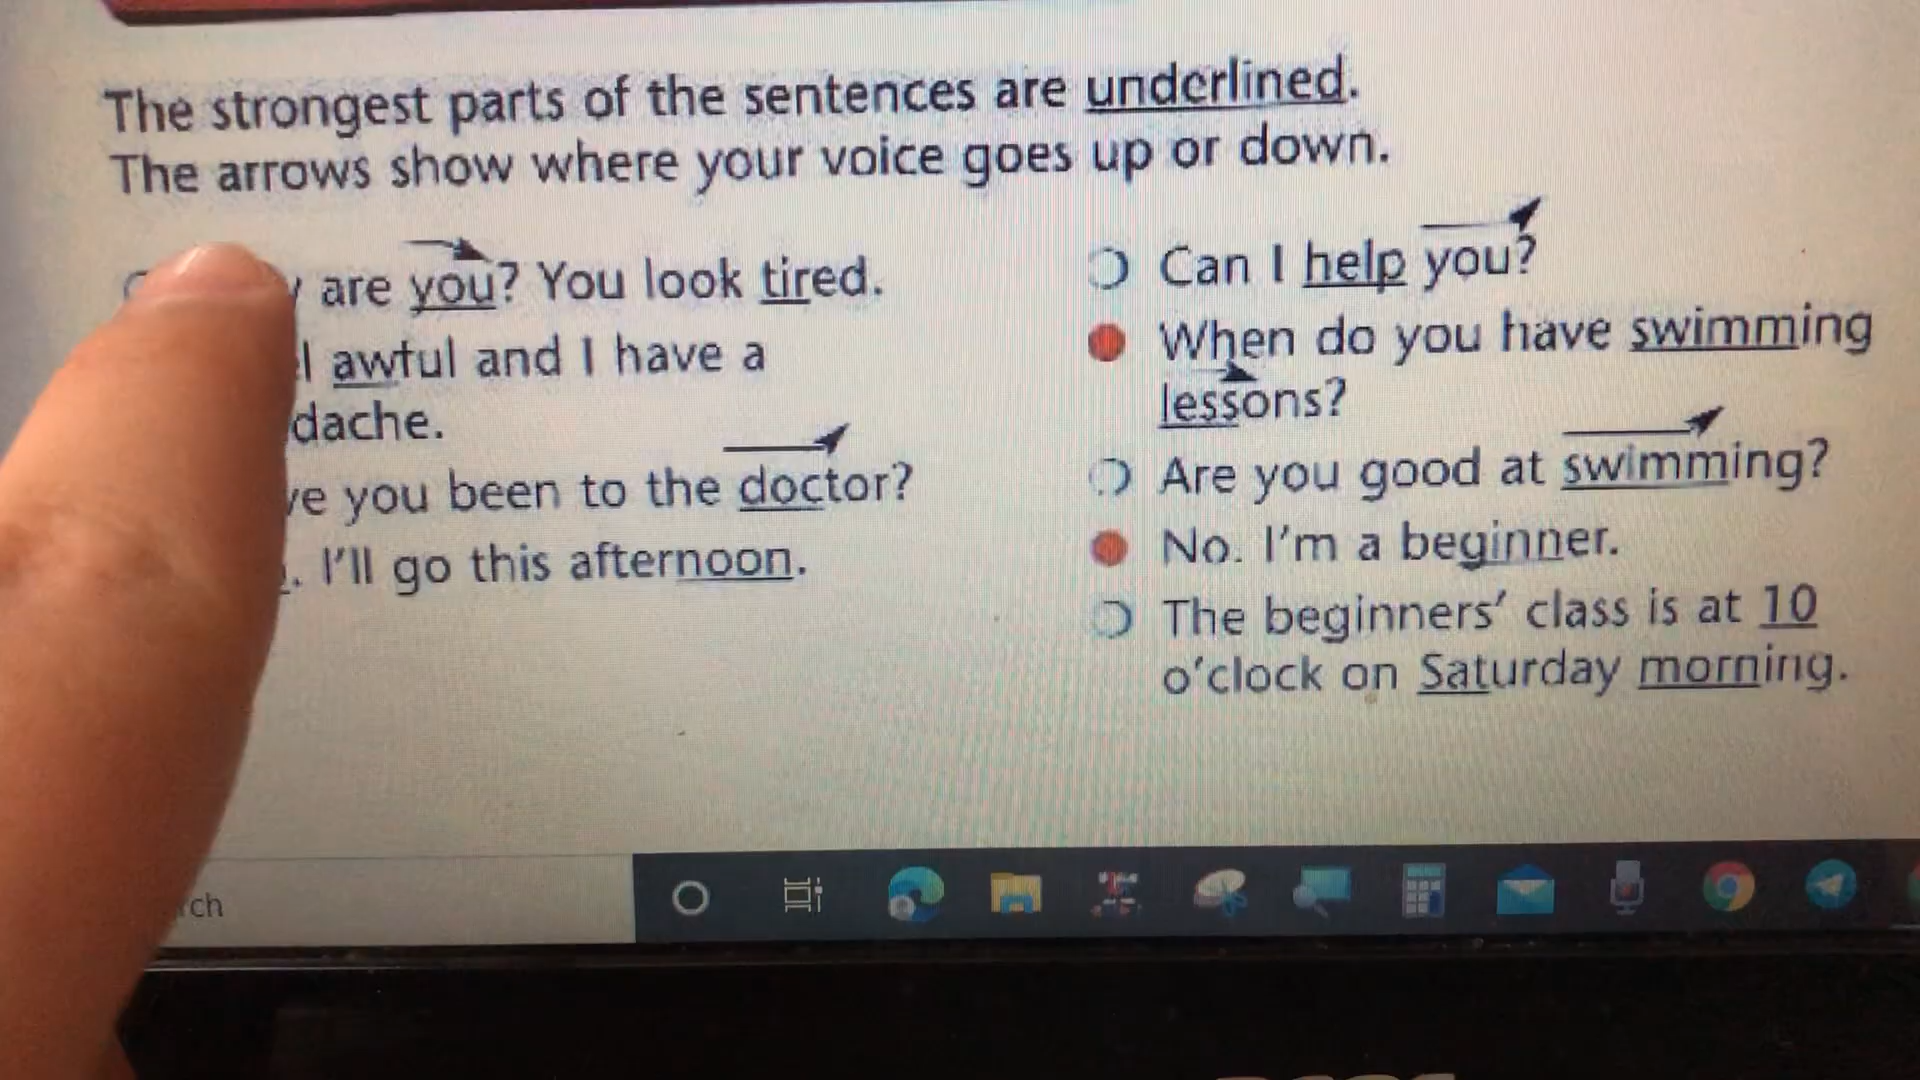 The strongest parts of the sentences are underlined.
The arrows show where your voice goes up or down.
are you? You look tired.
awful and I have a
dache.
you been to the doctor?
I'll go this afternoon.
Can I help you?
When do you have swimming
lessons?
Are you good at swimming?
No. I'm a beginner.
The beginners' class is at 10
o'clock on Saturday morning.
rch